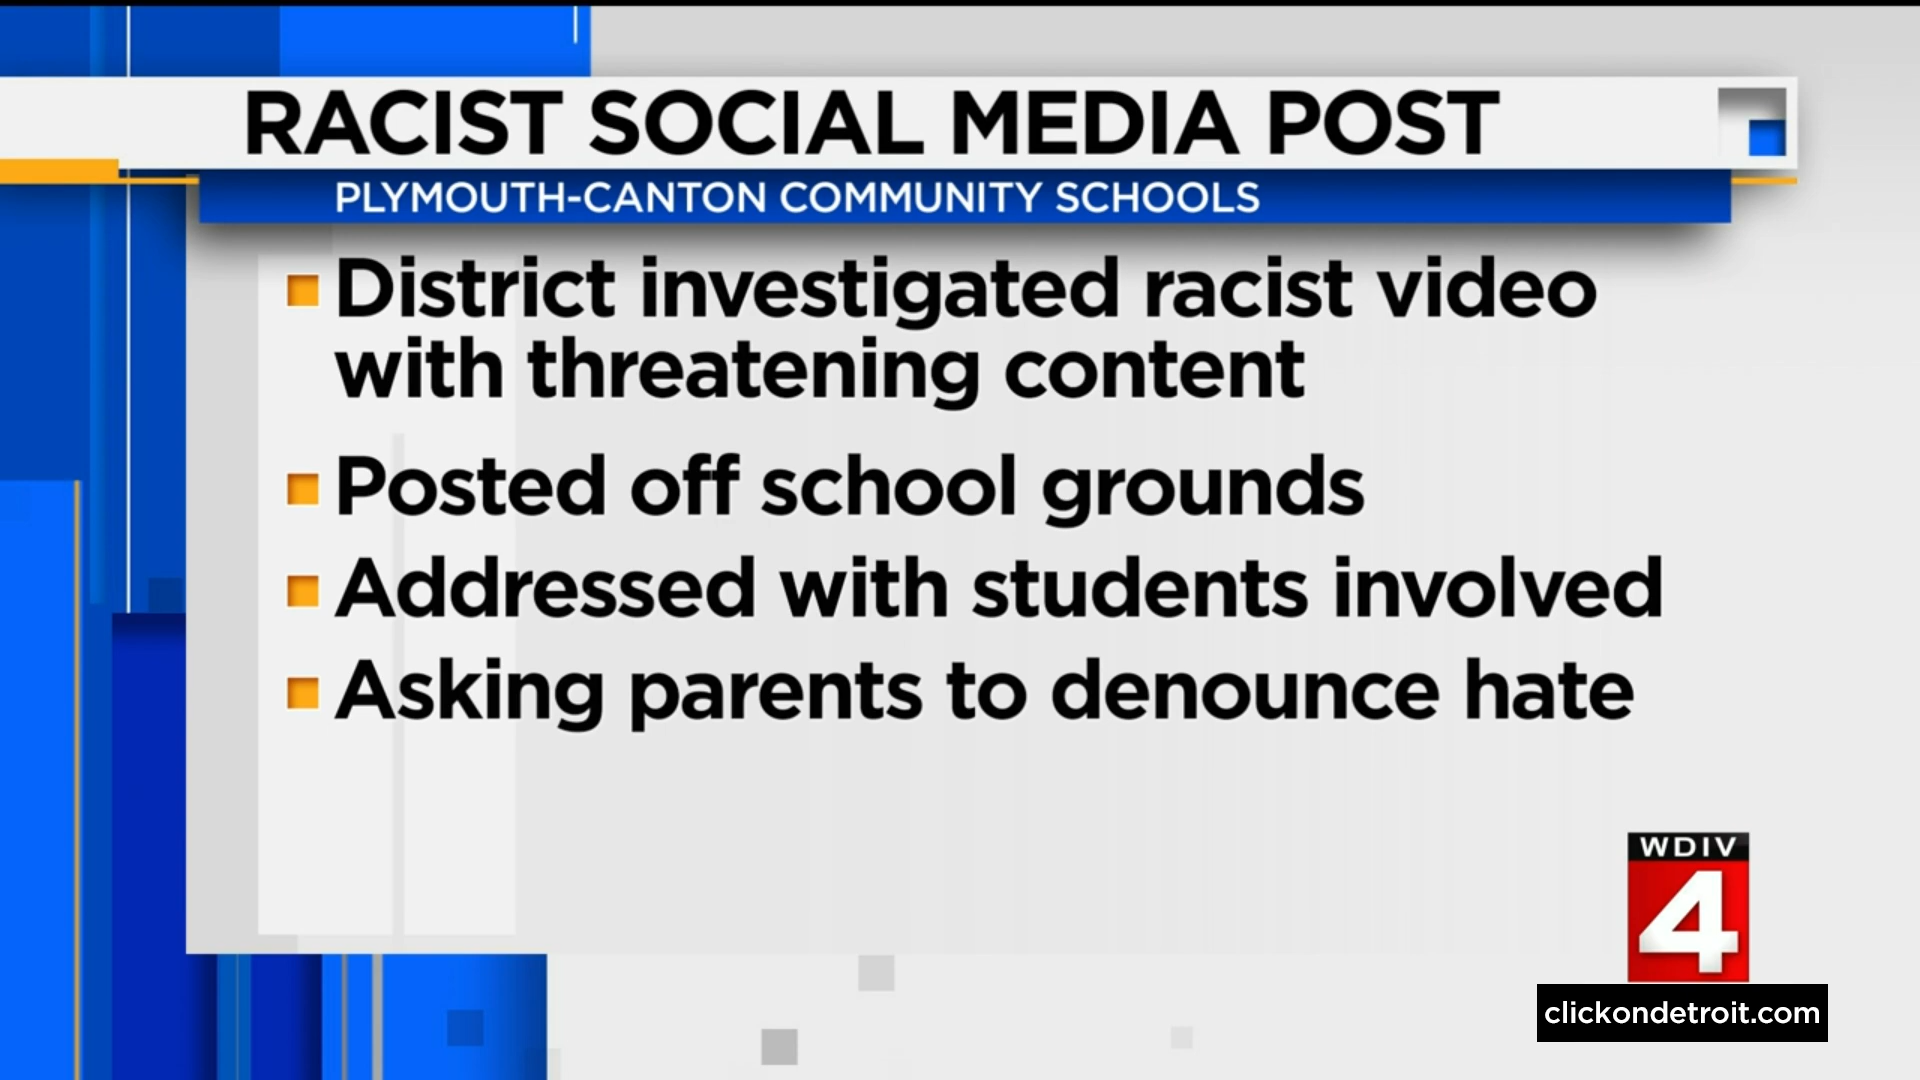 RACIST SOCIAL MEDIA POST
PLYMOUTH-CANTON COMMUNITY SCHOOLS
District investigated racist video
with threatening content
Posted off school grounds
Addressed with students involved
Asking parents to denounce hate
WDIV
4
clickondetroit.com